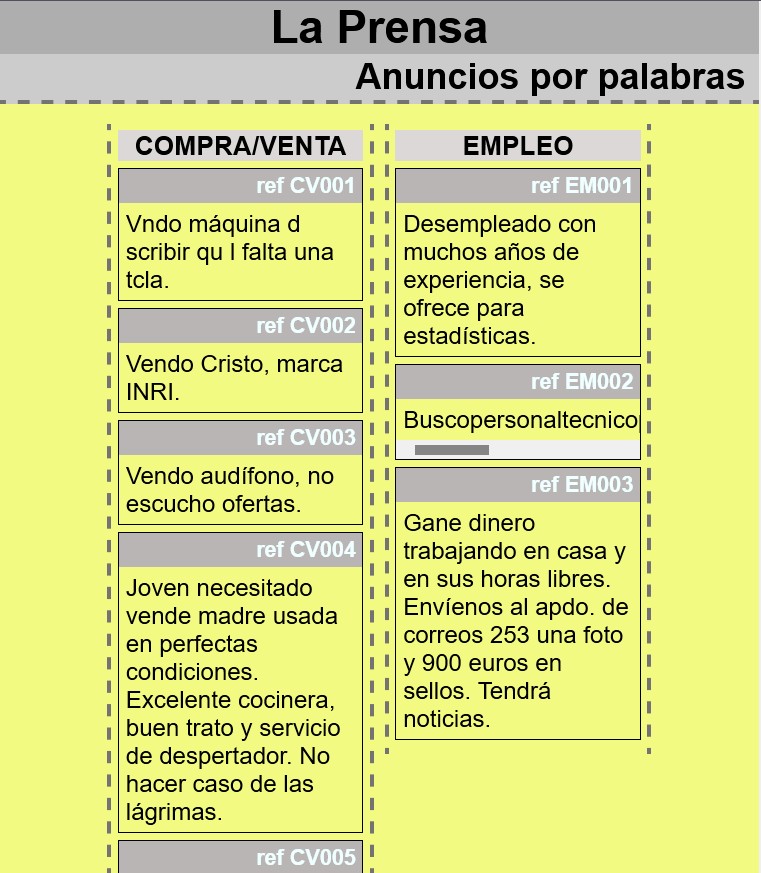 La Prensa
Anuncios por palabras
COMPRA/VENTA
ref CV001
Vndo máquina d
scribir qu l falta una
tcla.
ref CV002
Vendo Cristo, marca
INRI.
ref CV003
Vendo audífono, no
escucho ofertas.
ref CV004
Joven necesitado
vende madre usada
en perfectas
condiciones.
Excelente cocinera,
buen trato y servicio
de despertador. No
hacer caso de las
lágrimas.
ref CV005
EMPLEO
ref EM001
Desempleado con
muchos años de
experiencia, se
ofrece para
estadísticas.
ref EM002
Buscopersonaltecnico
ref EM003
Gane dinero
trabajando en casa y
en sus horas libres.
Envíenos al apdo. de
correos 253 una foto
y 900 euros en
sellos. Tendrá
noticias.